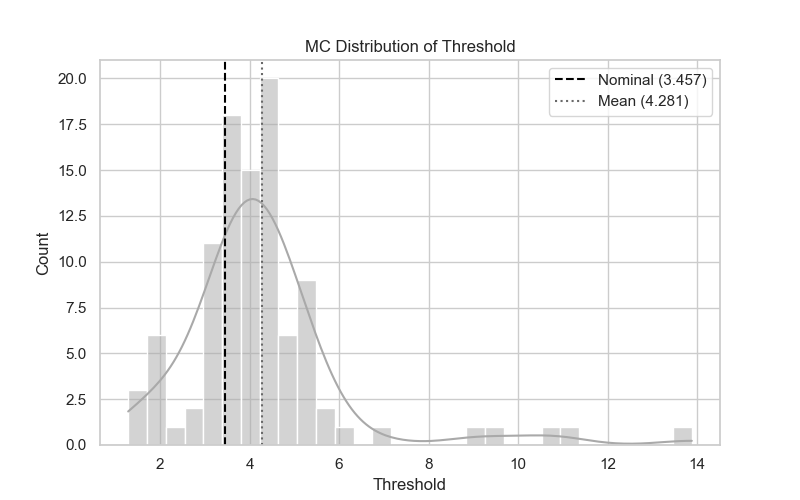 MC Distribution of Threshold
Nominal (3.457)
Mean (4.281)
Count
20.0
17.5
15.0
12.5
10.0
7.5
5.0
2.5
0.0
2 4 6 8 10 12 14
Threshold